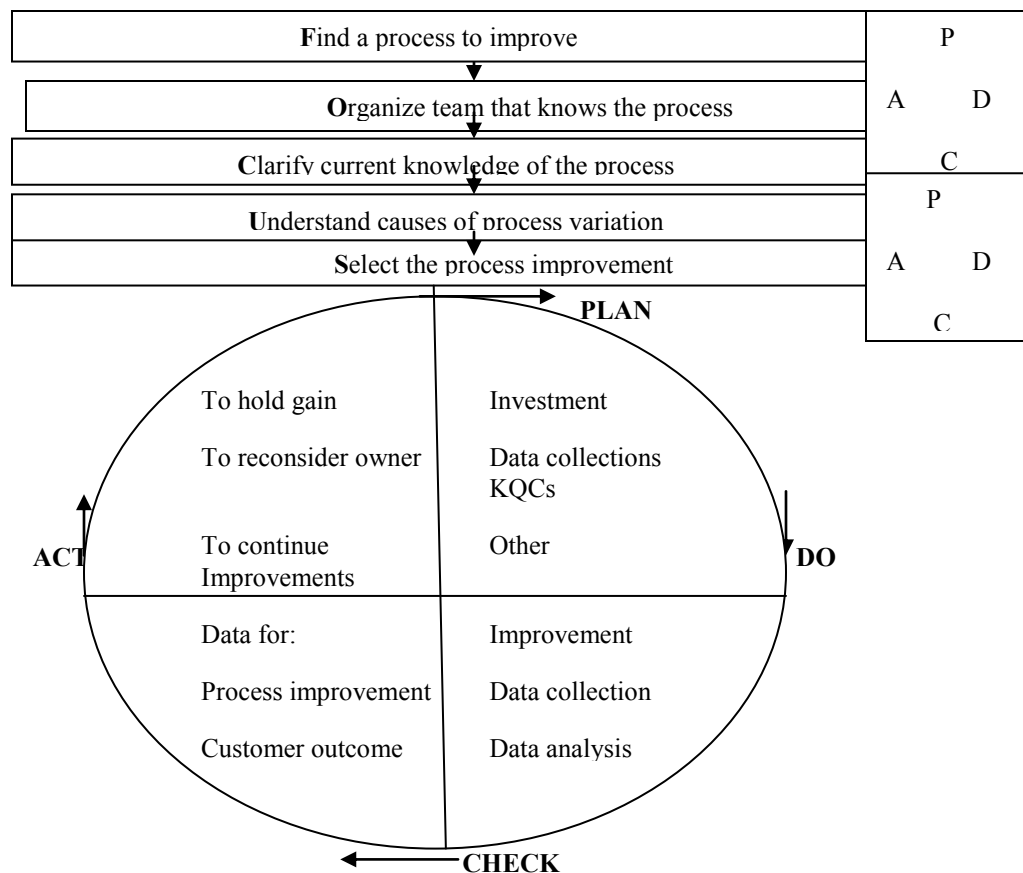 Find a process to improve
P
Organize team that knows the process
A D
Clarify current knowledge of the process
C
Understand causes of process variation
P
Select the process improvement
A D
C
PLAN
To hold gain
Investment
To reconsider owner
Data collections
KQCs
ACT
To continue
Improvements
Other
DO
Data for:
Improvement
Process improvement
Data collection
Customer outcome
Data analysis
CHECK